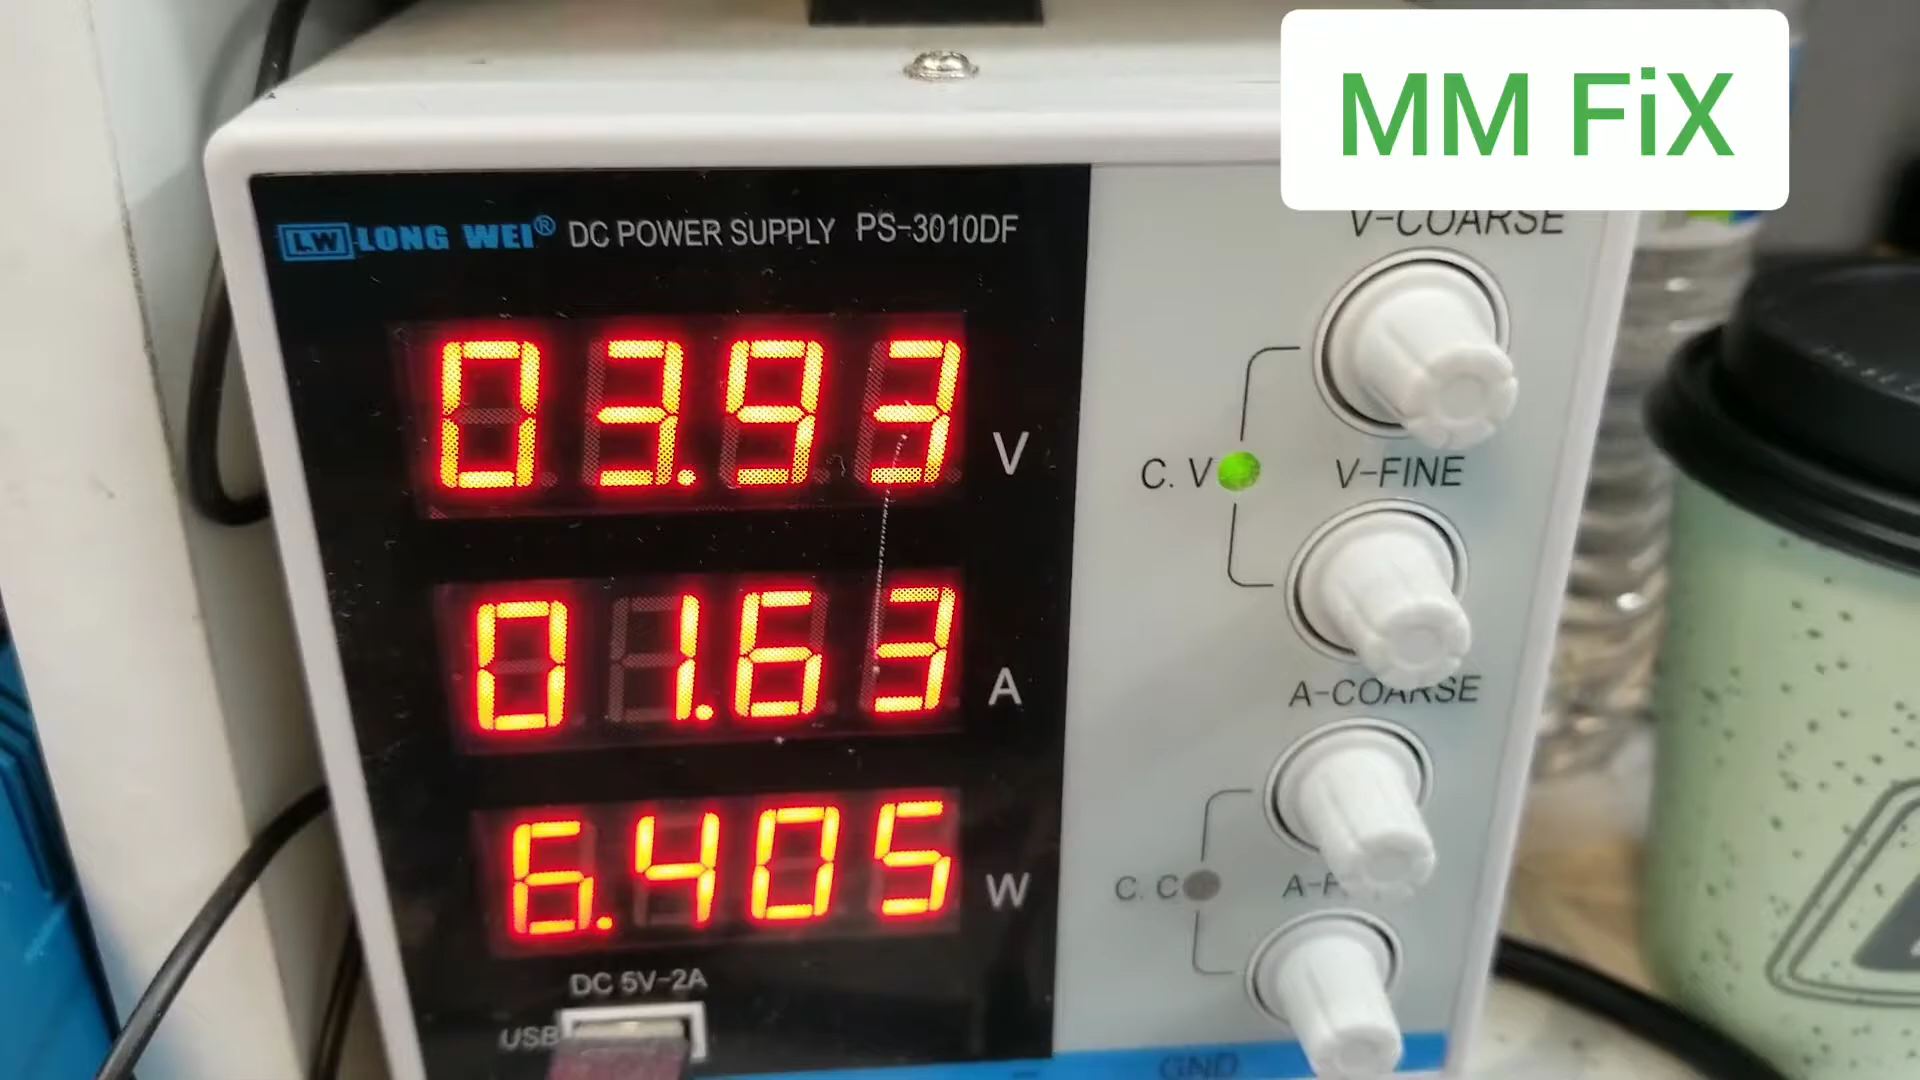 MM FiX
LW LONG WEI® DC POWER SUPPLY PS-3010DF
V-COARSE
03.93 V
C.V
V-FINE
01.63 A
A-COARSE
6.405 W
C.C
DC 5V-2A
USB
GND